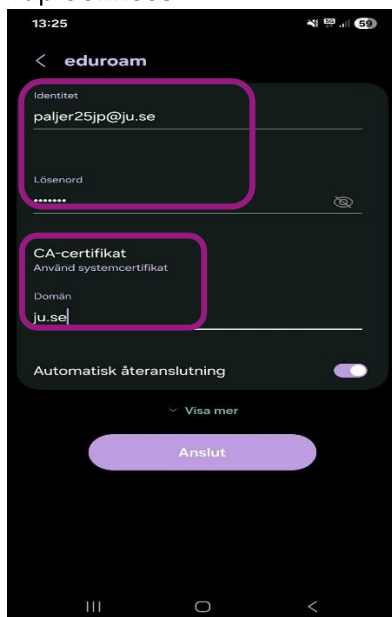 13:25
59
eduroam
Identitet
paljer25jp@ju.se
Lösenord
•••••••
CA-certifikat
Använd systemcertifikat
Domän
ju.se
Automatisk återanslutning
Visa mer
Anslut